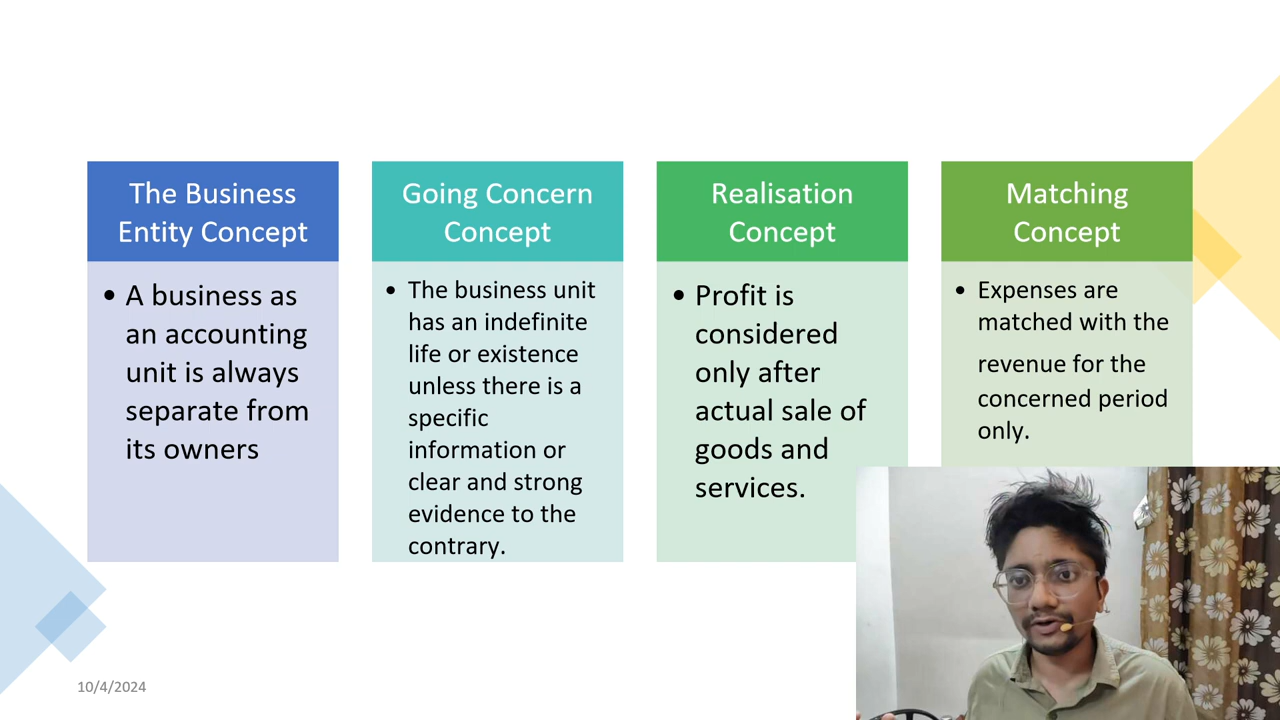 The Business
Entity Concept
• A business as
an accounting
unit is always
separate from
its owners
Going Concern
Concept
• The business unit
has an indefinite
life or existence
unless there is a
specific
information or
clear and strong
evidence to the
contrary.
Realisation
Concept
• Profit is
considered
only after
actual sale of
goods and
services.
Matching
Concept
• Expenses are
matched with the
revenue for the
concerned period
only.
10/4/2024